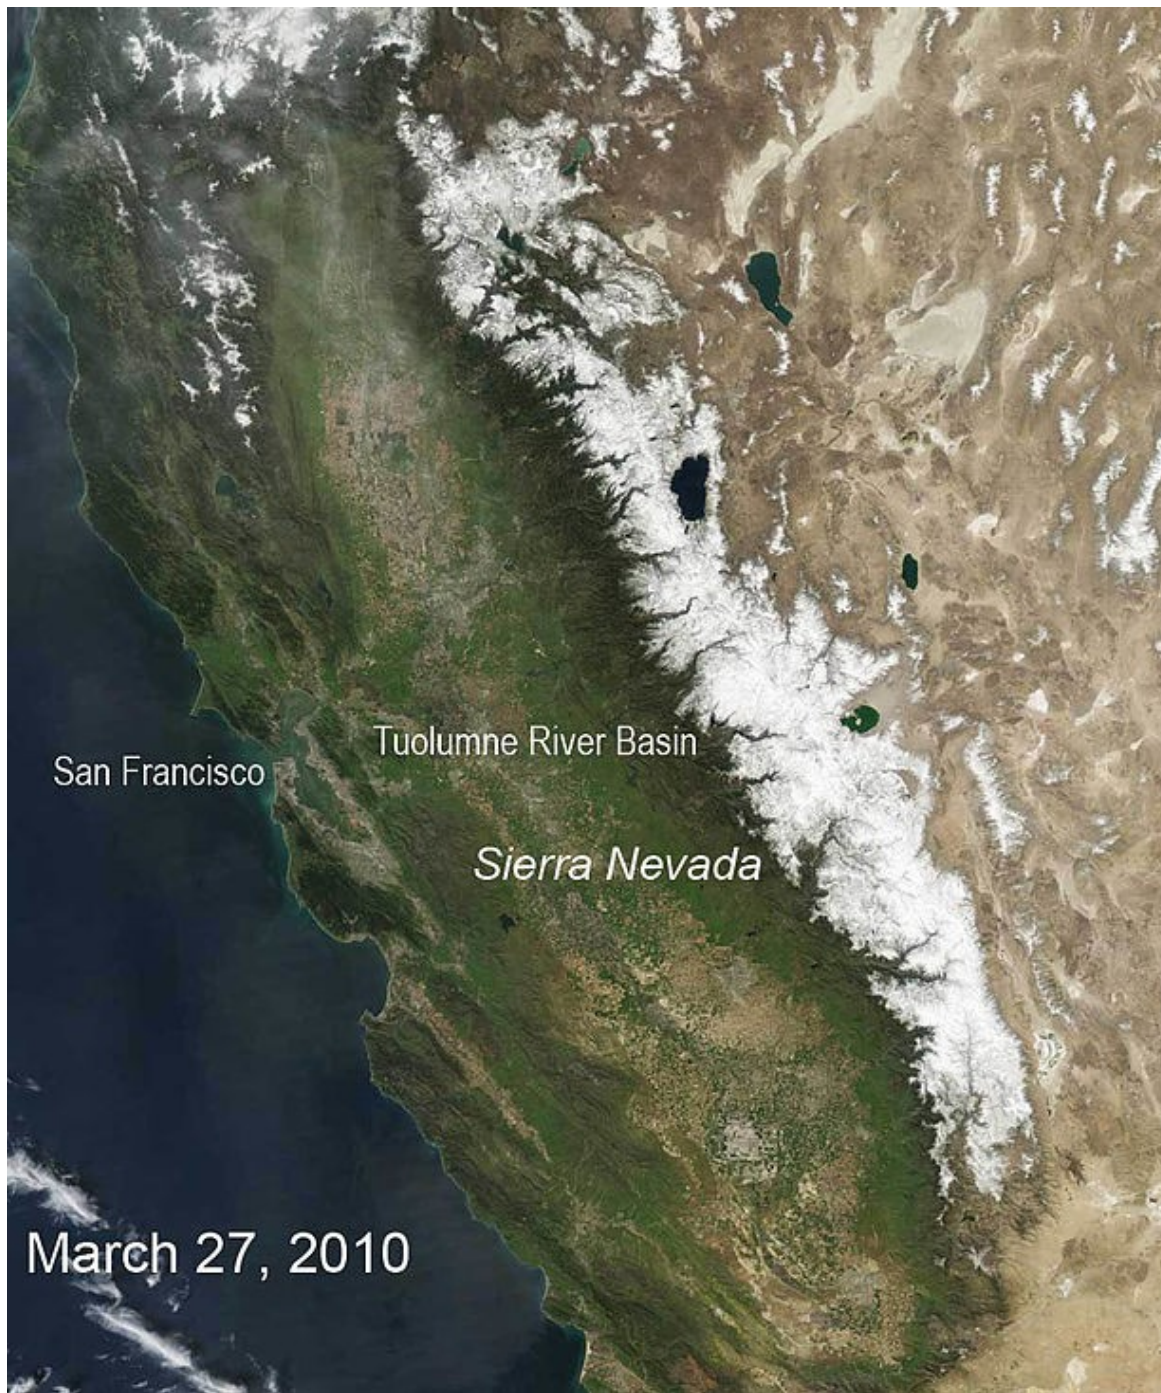 Tuolumne River Basin
San Francisco
Sierra Nevada
March 27, 2010